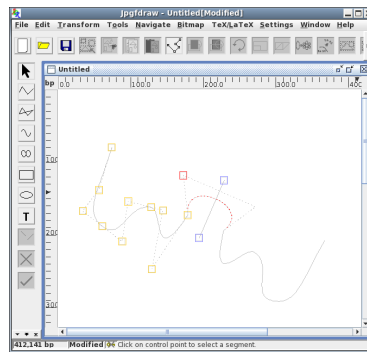 Jpgfdraw - Untitled[Modified]
File Edit Transform Tools Navigate Bitmap TeX/LaTeX Settings Window Help
Untitled
bp 0.0 100.0 200.0 300.0 400
100
200
300
T
412,141 bp Modified Click on control point to select a segment.